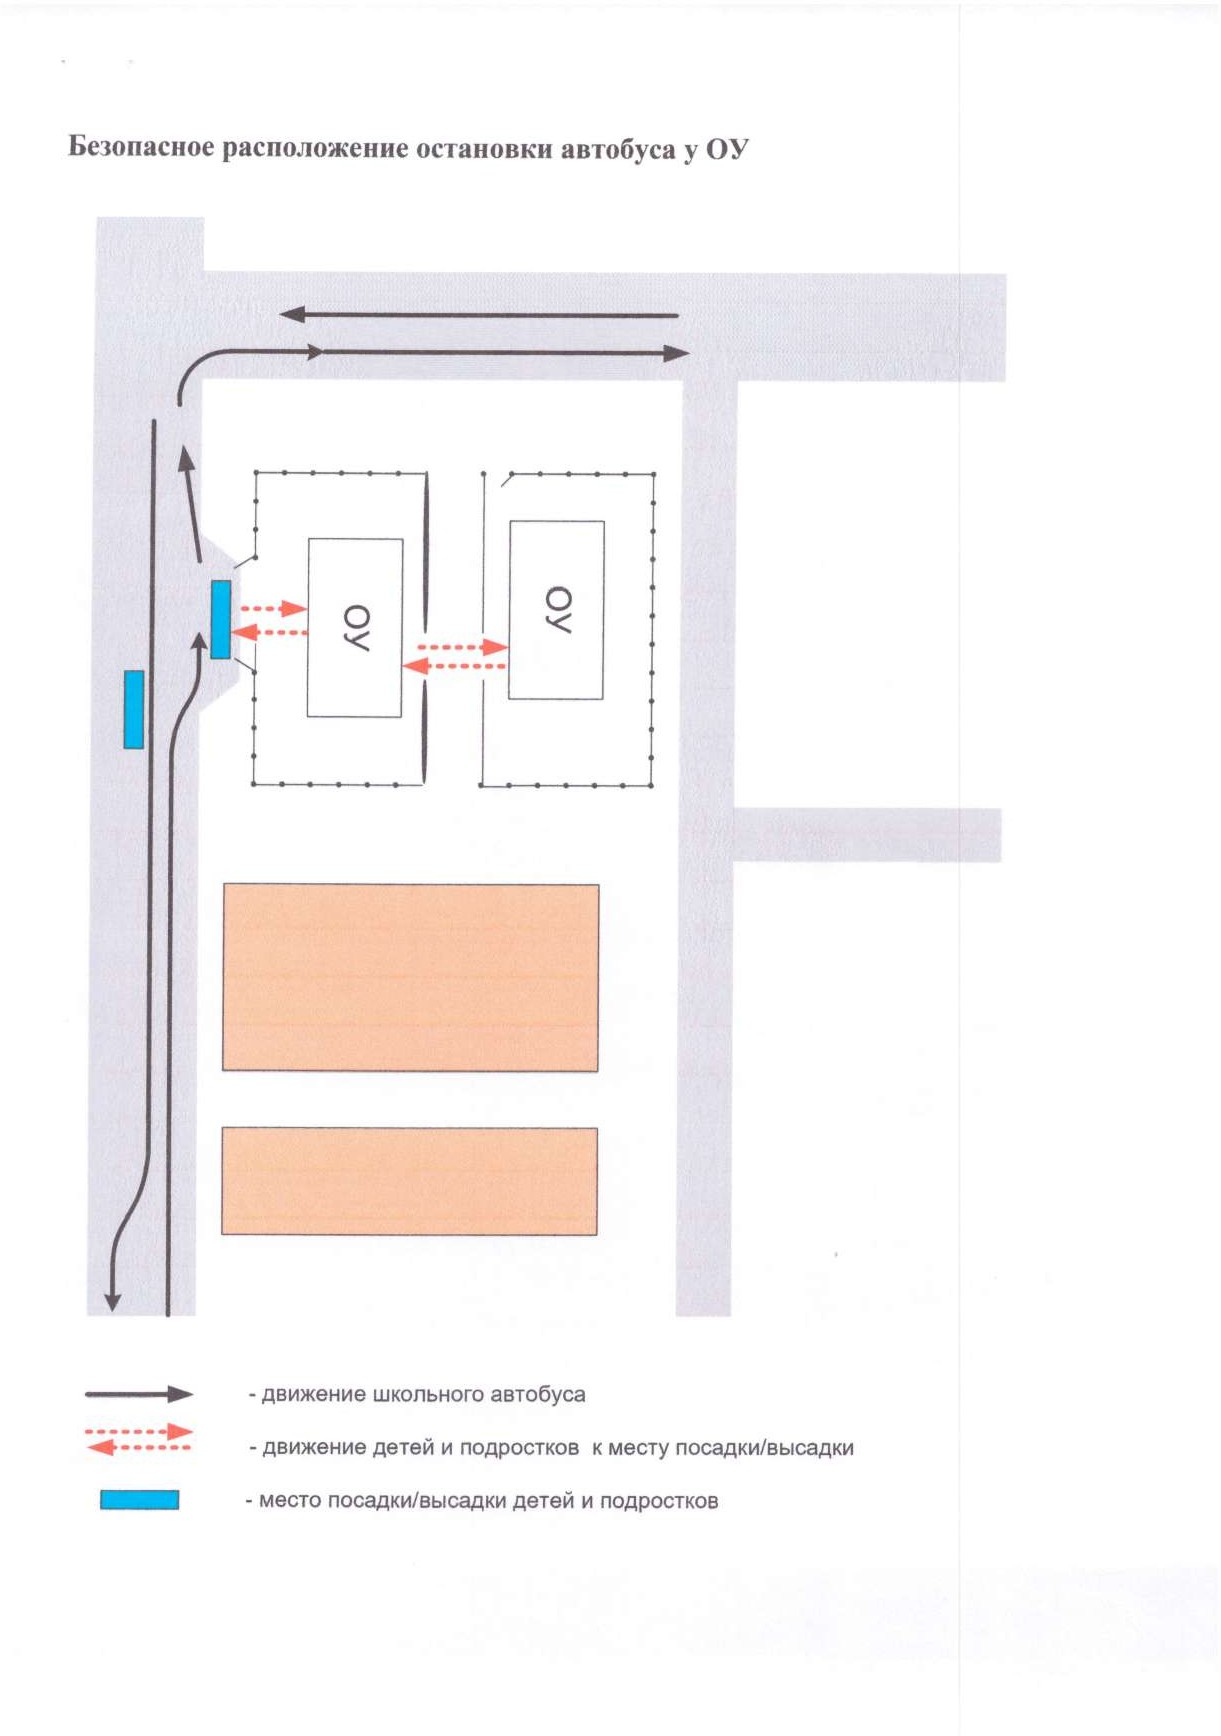 Безопасное расположение остановки автобуса у ОУ
ОУ
ОУ
- движение школьного автобуса
- движение детей и подростков к месту посадки/высадки
- место посадки/высадки детей и подростков